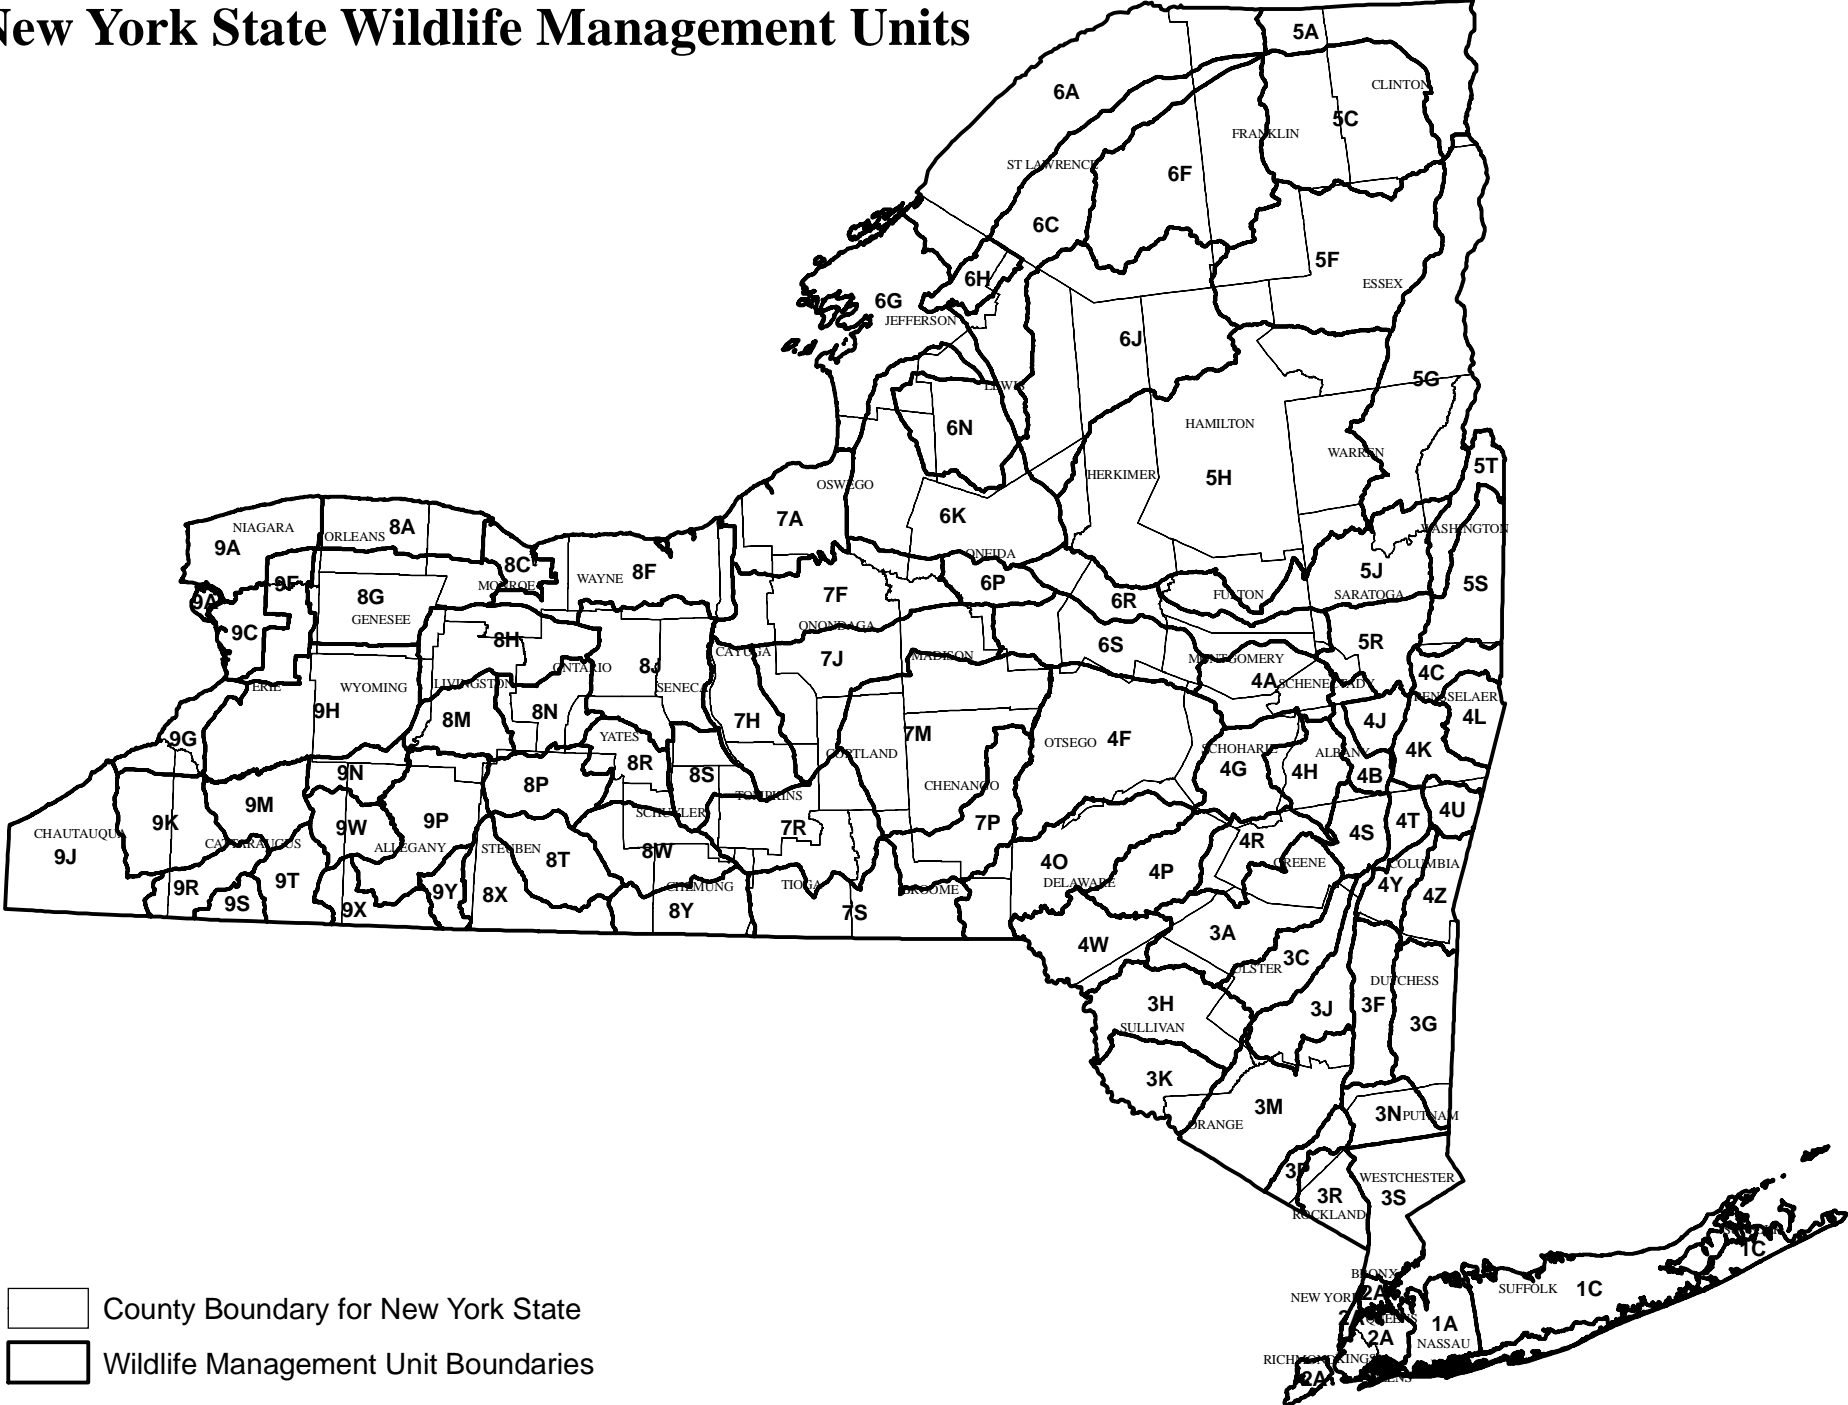 New York State Wildlife Management Units
5A
6A
CLINTON
5C
FRANKLIN
ST LAWRENCE
6F
6C
5F
6H
ESSEX
6G
JEFFERSON
6J
5G
LEWIS
6N
HAMILTON
WARREN
5T
HERKIMER
5H
OSWEGO
7A
6K
NIAGARA
8A
ORLEANS
9A
WASHINGTON
ONEIDA
8C
8F
WAYNE
MONROE
9F
6P
5J
5S
9A
8G
7F
6R
FULTON
SARATOGA
GENESEE
9C
ONONDAGA
8H
6S
5R
CAYUGA
7J
MADISON
MONTGOMERY
ONTARIO
8J
4C
4A
SCHENECTADY
ERIE
WYOMING
LIVINGSTON
SENECA
RENSSELAER
9H
8M
8N
7H
4J
4L
9G
YATES
7M
OTSEGO
4F
SCHOHARIE
ALBANY
4K
CORTLAND
8R
8S
4G
4H
4B
9N
8P
TOMPKINS
CHENANGO
9M
9K
9W
9P
SCHUYLER
7R
7P
4S
4T
4U
CHAUTAUQUA
CATTARAUGUS
ALLEGANY
STEUBEN
8W
4R
9J
8T
4O
GREENE
COLUMBIA
4P
9R
9T
9Y
8X
CHEMUNG
TIOGA
BROOME
DELAWARE
4Y
4Z
9S
9X
8Y
7S
3A
4W
3C
ULSTER
DUTCHESS
3H
3J
3F
3G
SULLIVAN
3K
3M
3N
PUTNAM
ORANGE
3P
WESTCHESTER
3R
3S
ROCKLAND
1C
BRONX
SUFFOLK
1C
NEW YORK
2A
2A
QUEENS
2A
1A
NASSAU
RICHMOND
KINGS
2A
County Boundary for New York State
Wildlife Management Unit Boundaries